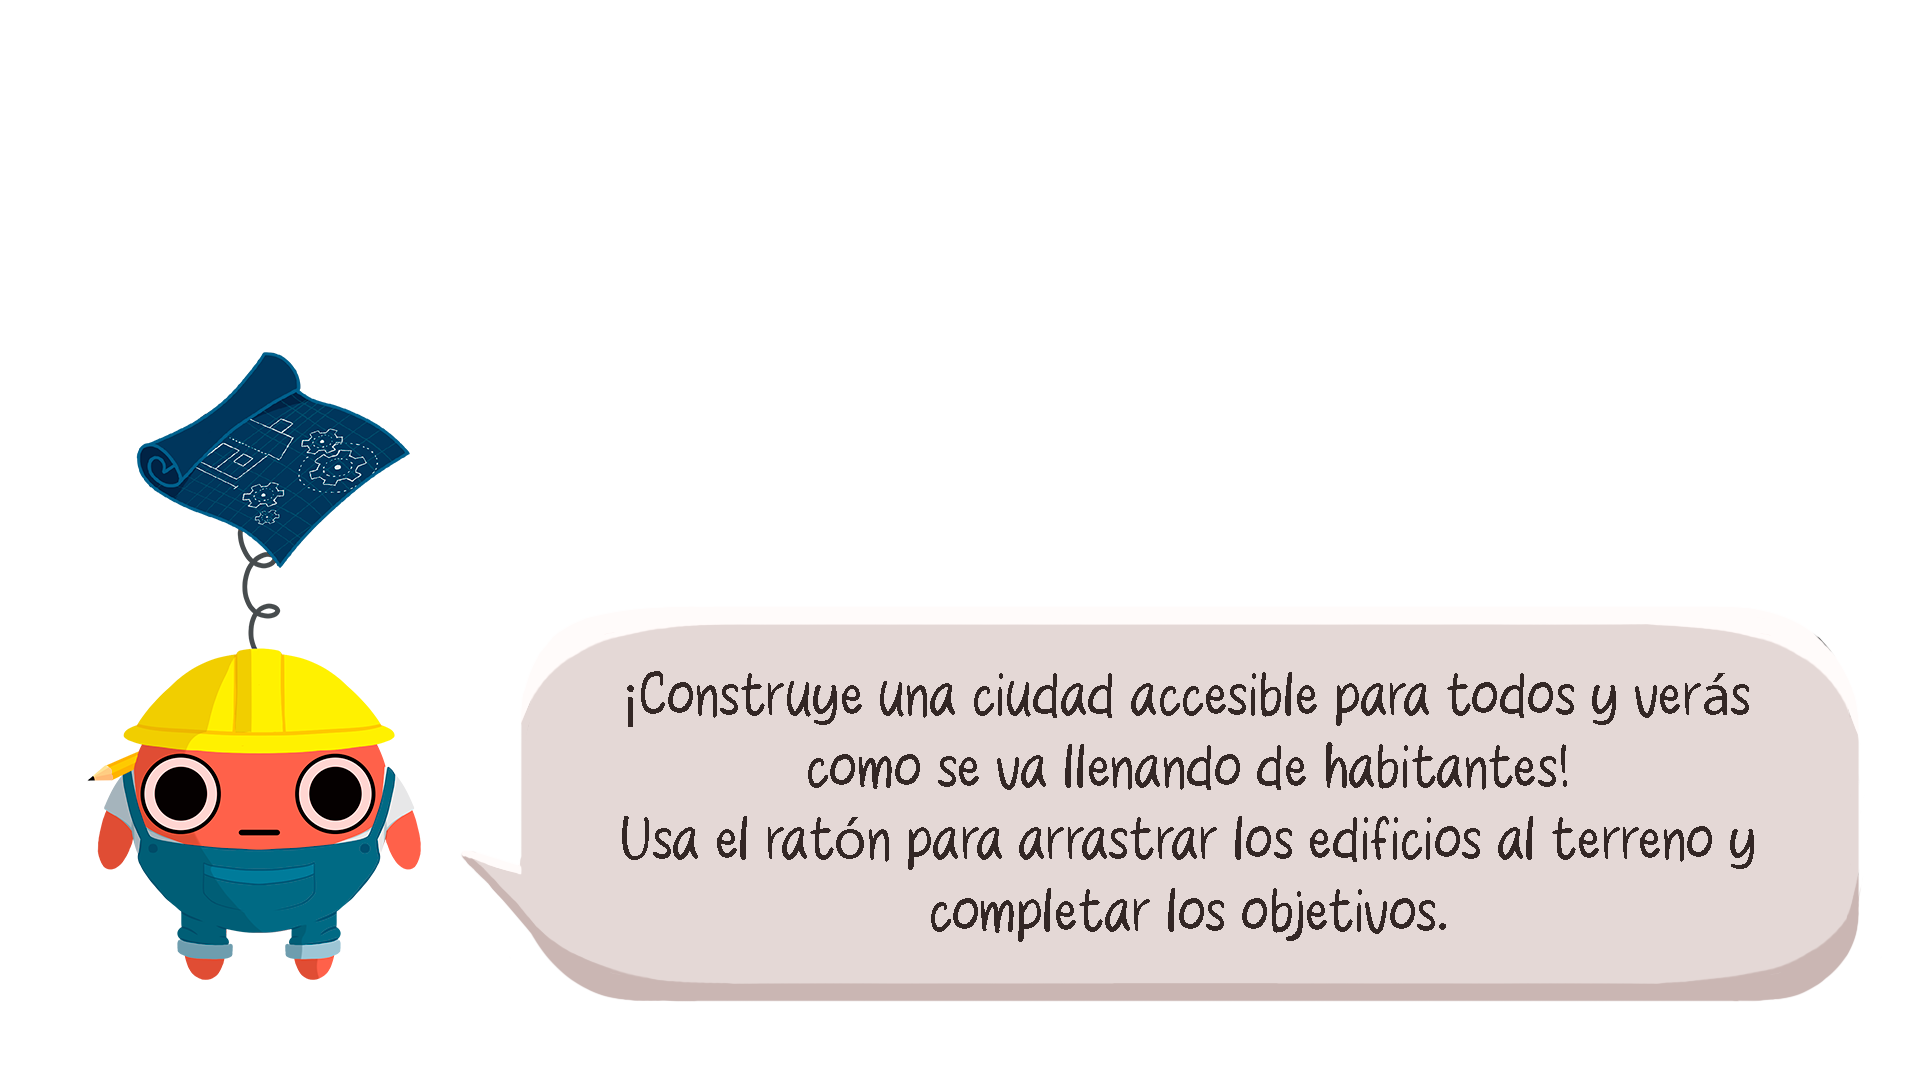 ¡Construye una ciudad accesible para todos y verás
como se va llenando de habitantes!
Usa el ratón para arrastrar los edificios al terreno y
completar los objetivos.